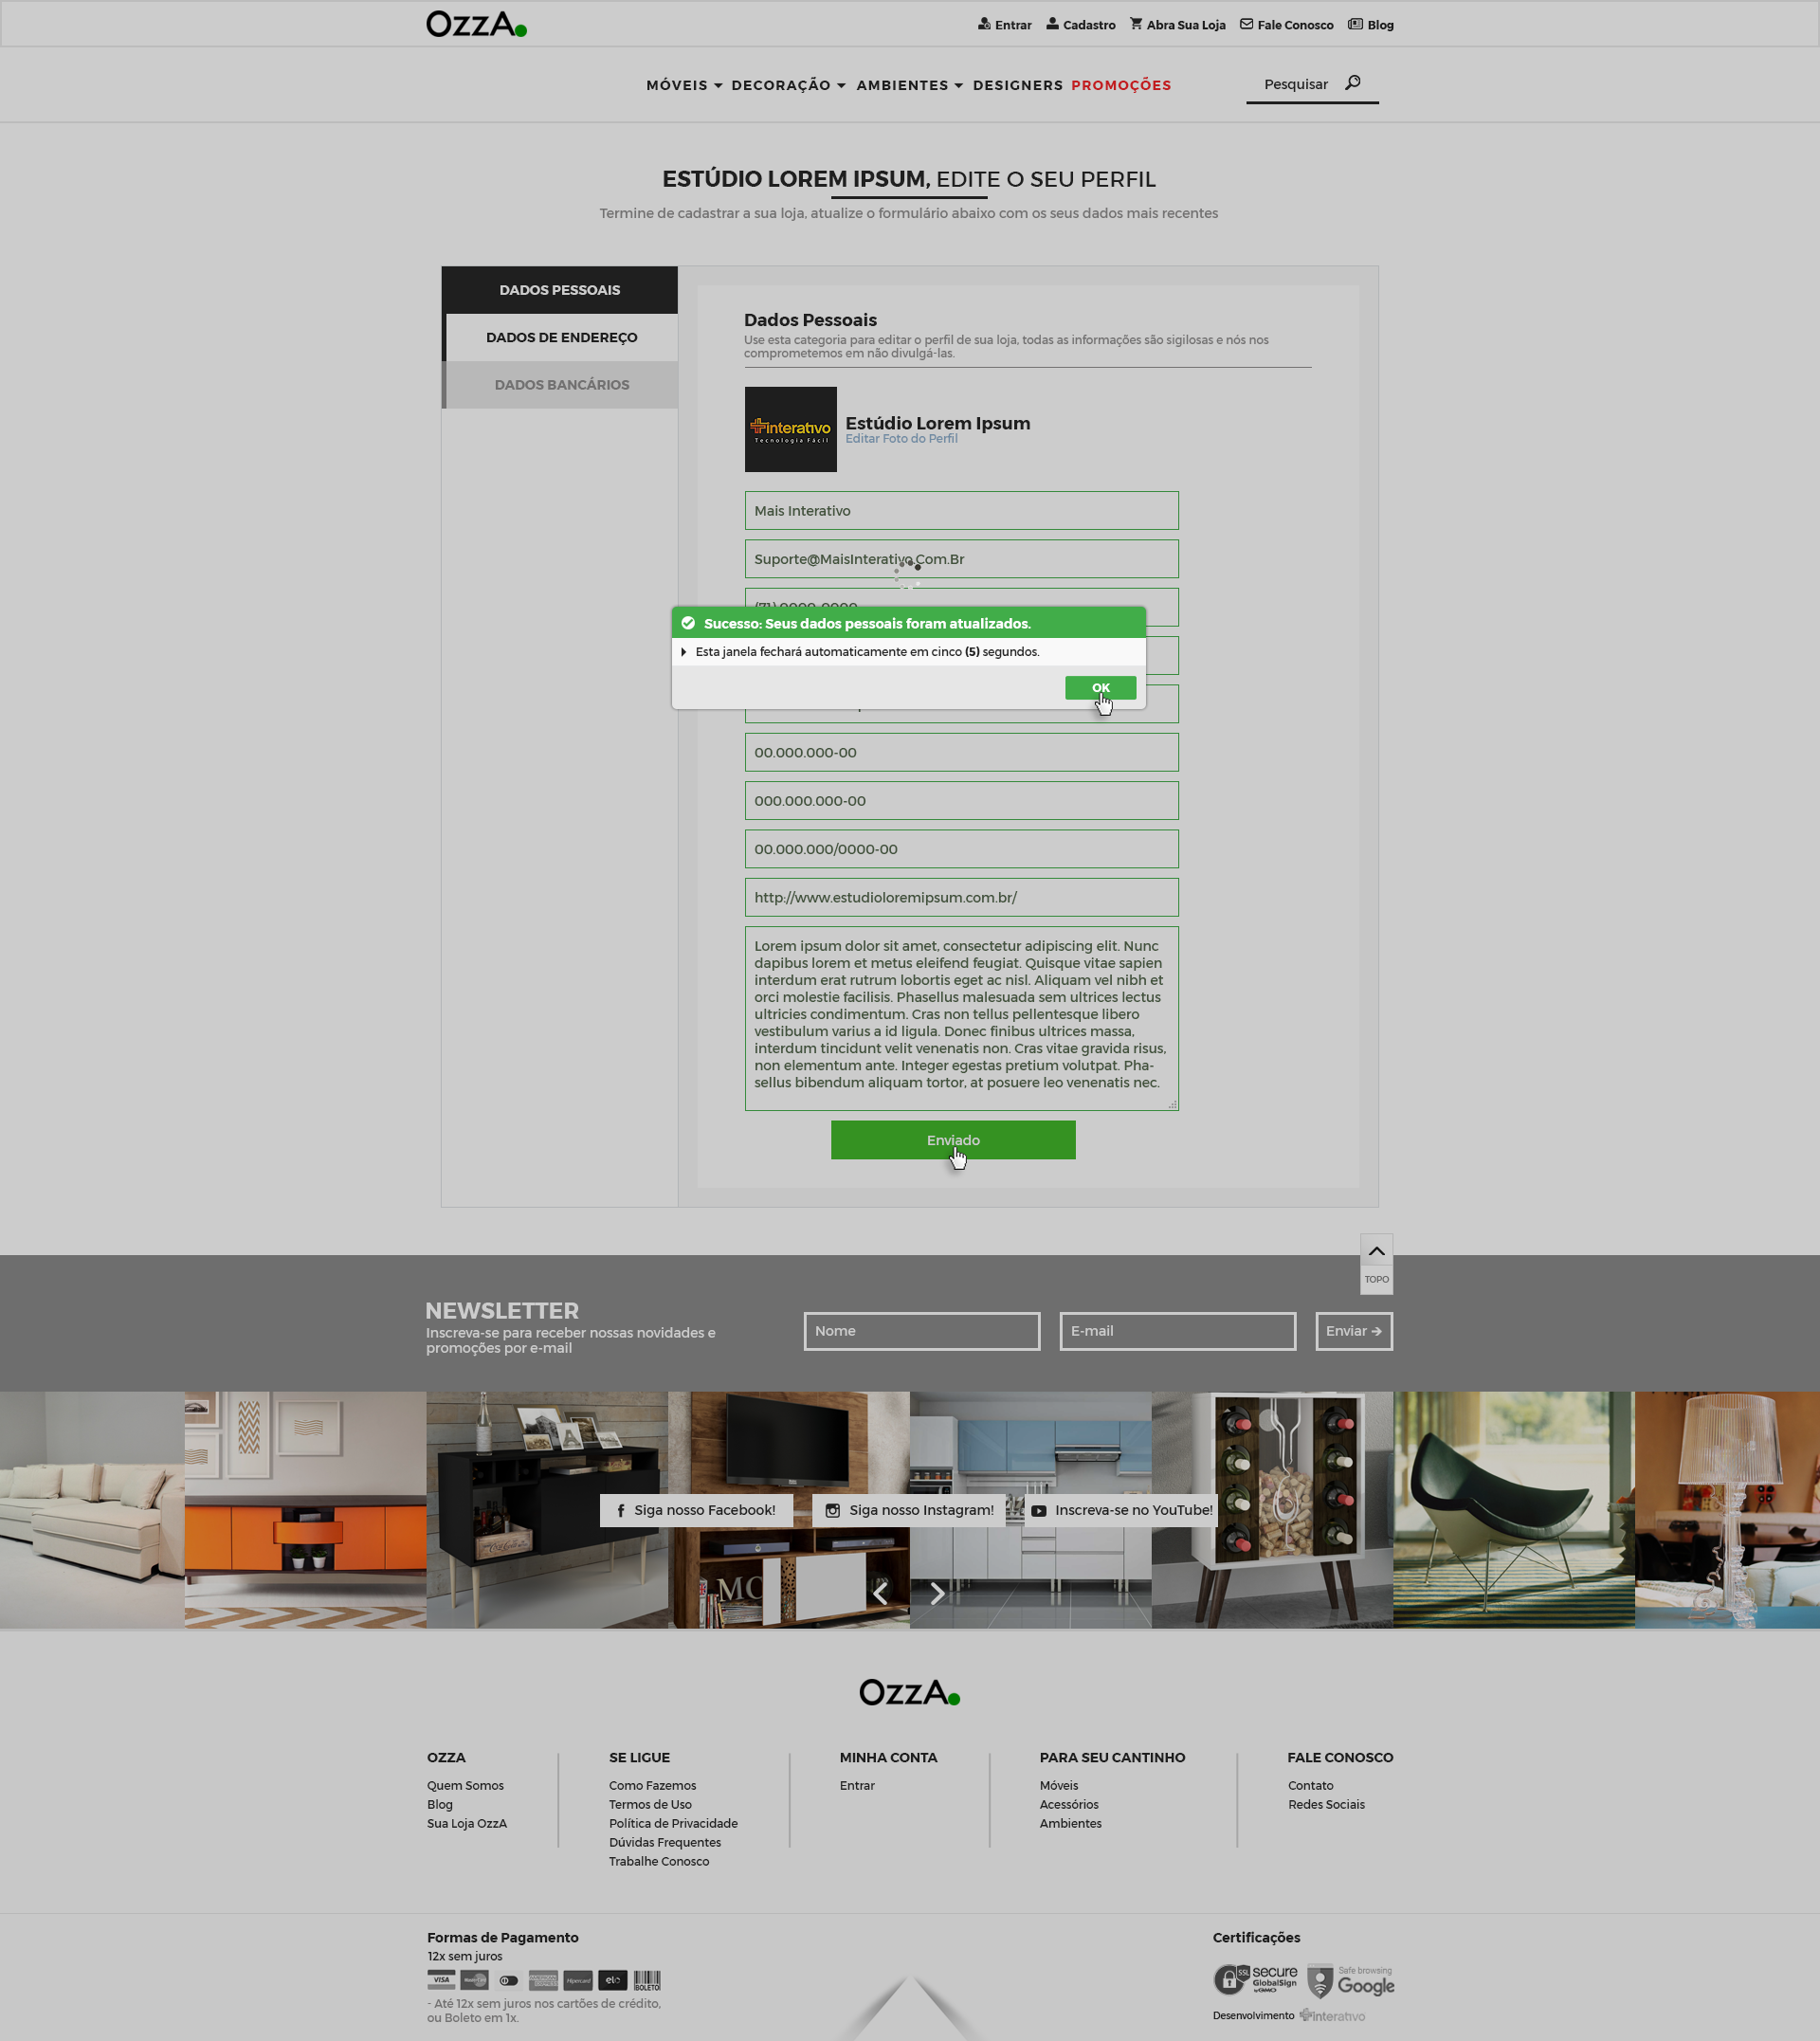 OzzA.
Entrar Cadastro Abra Sua Loja Fale Conosco Blog
MÓVEIS DECORAÇÃO AMBIENTES DESIGNERS PROMOÇÕES
Pesquisar
ESTÚDIO LOREM IPSUM, EDITE O SEU PERFIL
Termine de cadastrar a sua loja, atualize o formulário abaixo com os seus dados mais recentes
DADOS PESSOAIS
DADOS DE ENDEREÇO
DADOS BANCÁRIOS
Dados Pessoais
Use esta categoria para editar o perfil de sua loja, todas as informações são sigilosas e nós nos
comprometemos em não divulgá-las.
+interativo
Tecnologia Fácil
Estúdio Lorem Ipsum
Editar Foto do Perfil
Mais Interativo
Suporte@MaisInterativo.Com.Br
Sucesso: Seus dados pessoais foram atualizados.
Esta janela fechará automaticamente em cinco (5) segundos.
OK
00.000.000-00
000.000.000-00
00.000.000/0000-00
http://www.estudioloremipsum.com.br/
Lorem ipsum dolor sit amet, consectetur adipiscing elit. Nunc
dapibus lorem et metus eleifend feugiat. Quisque vitae sapien
interdum erat rutrum lobortis eget ac nisl. Aliquam vel nibh et
orci molestie facilisis. Phasellus malesuada sem ultrices lectus
ultricies condimentum. Cras non tellus pellentesque libero
vestibulum varius a id ligula. Donec finibus ultrices massa,
interdum tincidunt velit venenatis non. Cras vitae gravida risus,
non elementum ante. Integer egestas pretium volutpat. Pha-
sellus bibendum aliquam tortor, at posuere leo venenatis nec.
Enviado
TOPO
NEWSLETTER
Inscreva-se para receber nossas novidades e
promoções por e-mail
Nome
E-mail
Enviar
Siga nosso Facebook!
Siga nosso Instagram!
Inscreva-se no YouTube!
OzzA.
OZZA
Quem Somos
Blog
Sua Loja OzzA
SE LIGUE
Como Fazemos
Termos de Uso
Política de Privacidade
Dúvidas Frequentes
Trabalhe Conosco
MINHA CONTA
Entrar
PARA SEU CANTINHO
Móveis
Acessórios
Ambientes
FALE CONOSCO
Contato
Redes Sociais
Formas de Pagamento
12x sem juros
VISA MasterCard Hipercard elo BOLETO
- Até 12x sem juros nos cartões de crédito,
ou Boleto em 1x.
Certificações
SSL secure GlobalSign by GMO
Safe browsing Google
Desenvolvimento +interativo